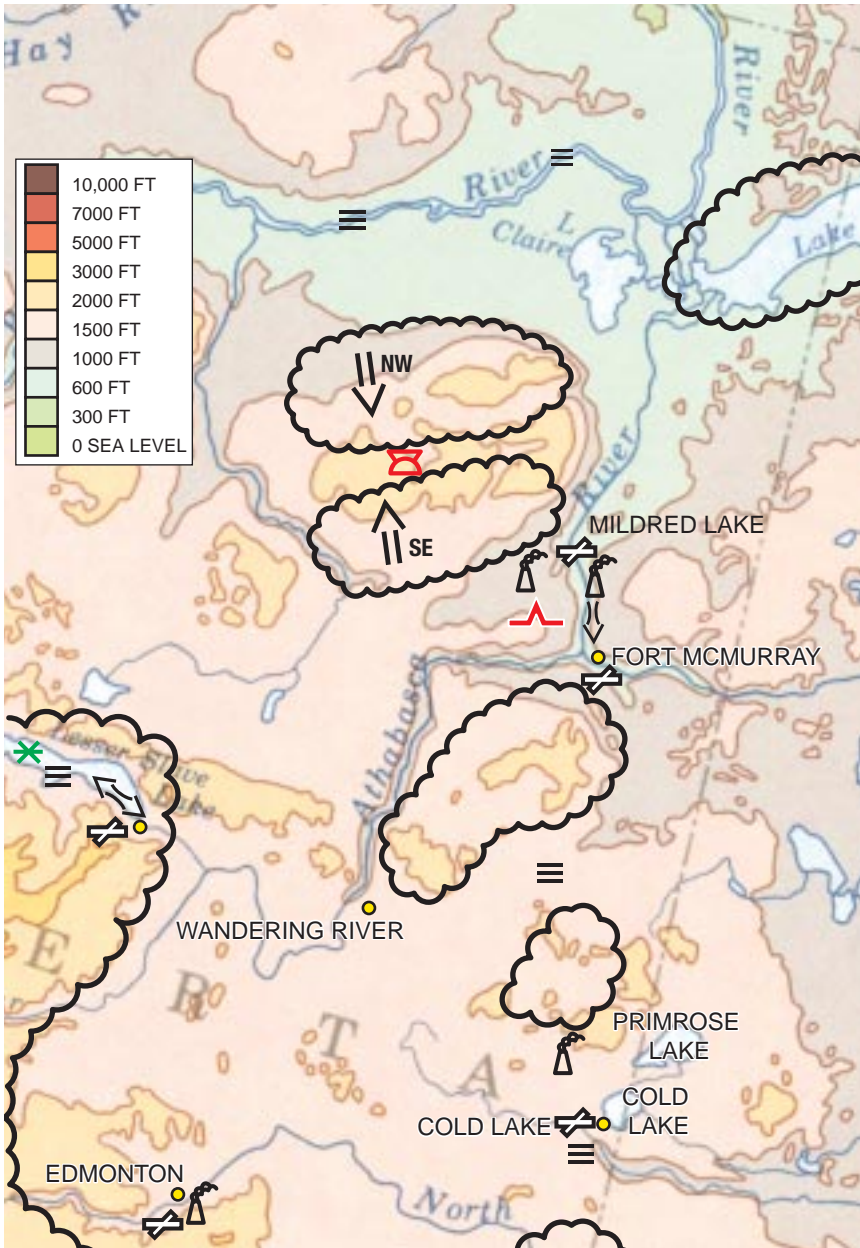 Hay
R
River
River
L
Claire
Lake
10,000 FT
7000 FT
5000 FT
3000 FT
2000 FT
1500 FT
1000 FT
600 FT
300 FT
0 SEA LEVEL
NW
SE
River
MILDRED LAKE
FORT MCMURRAY
Athabasca
Lesser Slave
Lake
WANDERING RIVER
E
R
T
A
PRIMROSE
LAKE
COLD LAKE
COLD
LAKE
EDMONTON
North